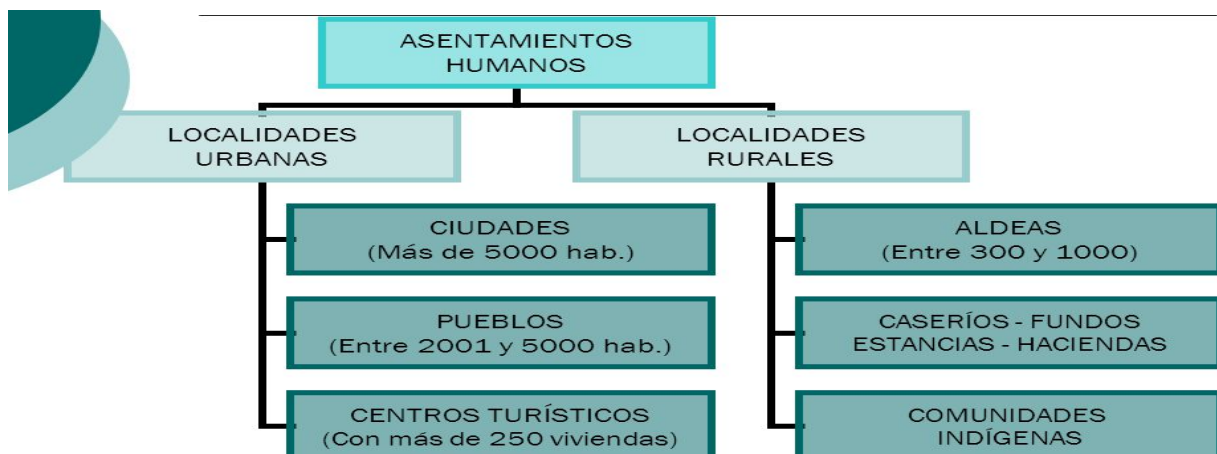 ASENTAMIENTOS
HUMANOS
LOCALIDADES
URBANAS
LOCALIDADES
RURALES
CIUDADES
(Más de 5000 hab.)
ALDEAS
(Entre 300 y 1000)
PUEBLOS
(Entre 2001 y 5000 hab.)
CASERÍOS - FUNDOS
ESTANCIAS - HACIENDAS
CENTROS TURÍSTICOS
(Con más de 250 viviendas)
COMUNIDADES
INDÍGENAS